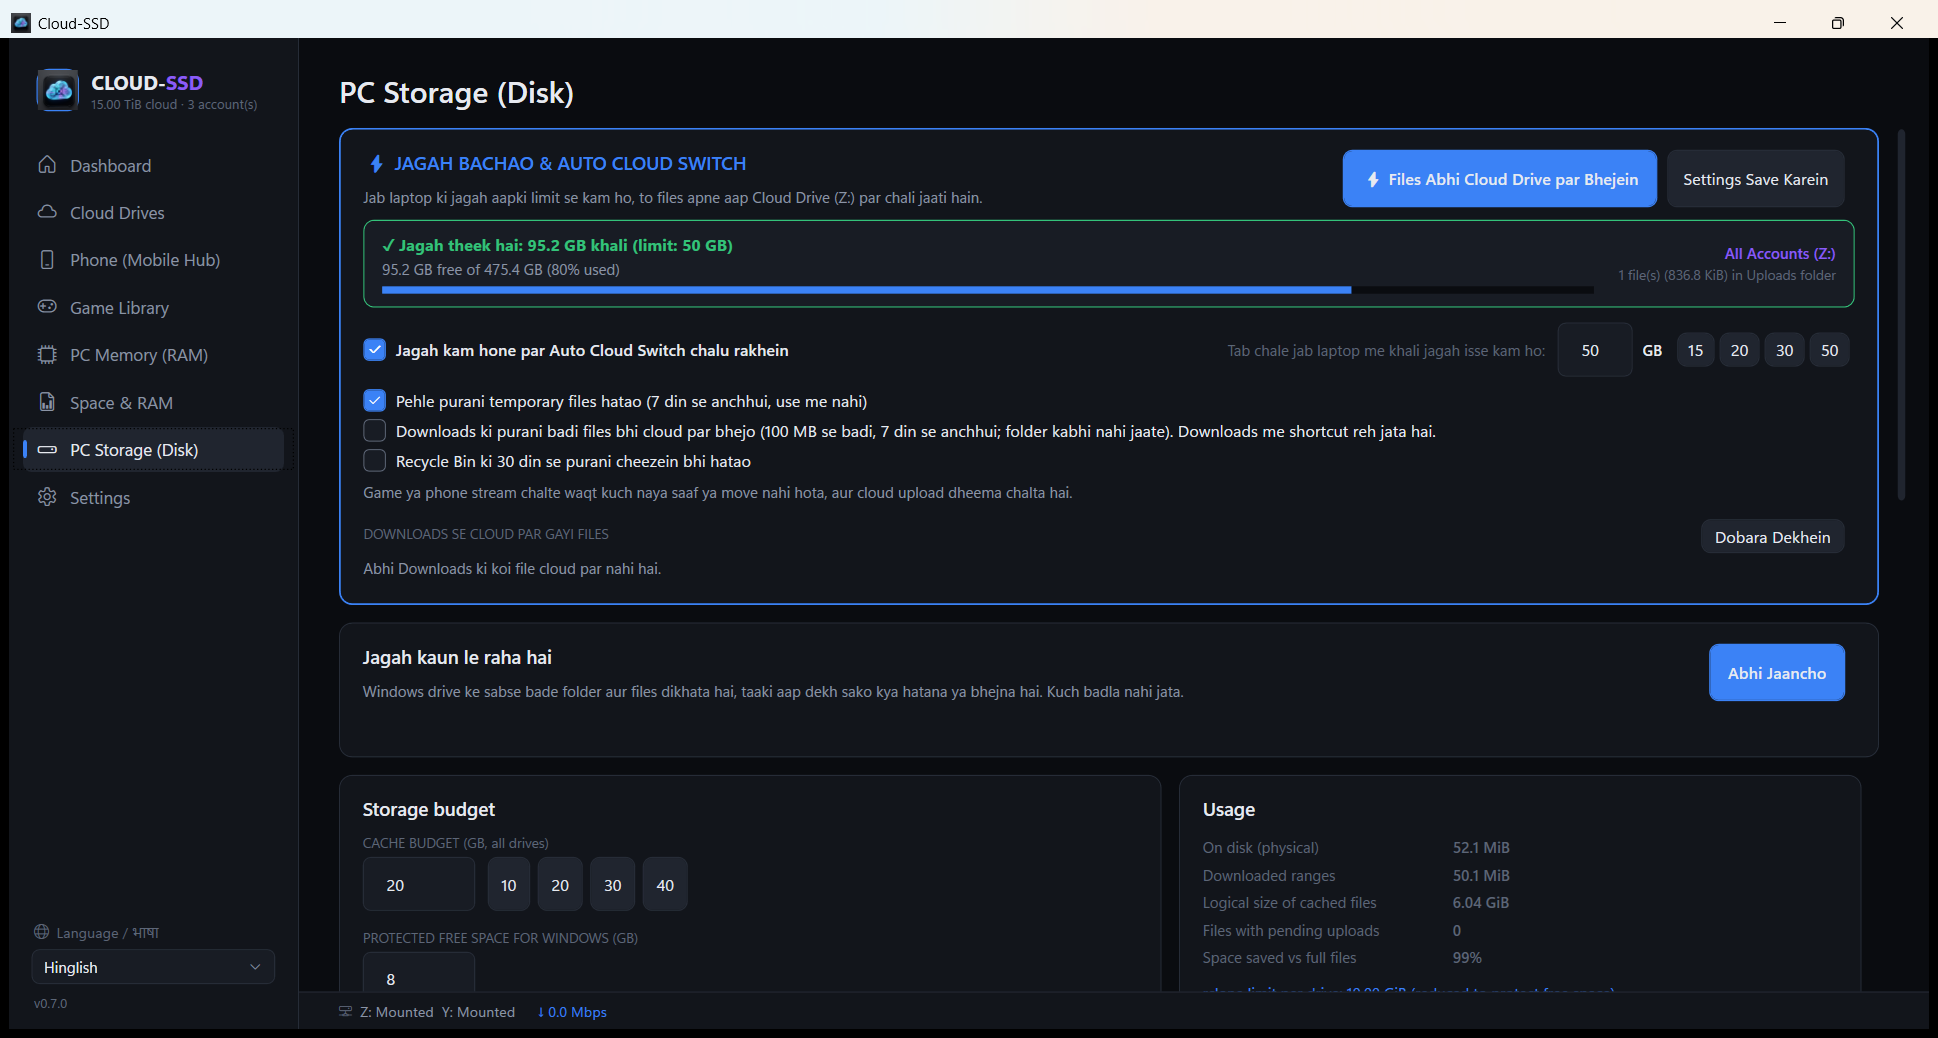 Cloud-SSD
CLOUD-SSD
15.00 TiB cloud · 3 account(s)
Dashboard
Cloud Drives
Phone (Mobile Hub)
Game Library
PC Memory (RAM)
Space & RAM
PC Storage (Disk)
Settings
Language / भाषा
Hinglish
v0.7.0
PC Storage (Disk)
JAGAH BACHAO & AUTO CLOUD SWITCH
Jab laptop ki jagah aapki limit se kam ho, to files apne aap Cloud Drive (Z:) par chali jaati hain.
Files Abhi Cloud Drive par Bhejein
Settings Save Karein
✓ Jagah theek hai: 95.2 GB khali (limit: 50 GB)
95.2 GB free of 475.4 GB (80% used)
All Accounts (Z:)
1 file(s) (836.8 KiB) in Uploads folder
Jagah kam hone par Auto Cloud Switch chalu rakhein
Tab chale jab laptop me khali jagah isse kam ho: 50 GB 15 20 30 50
Pehle purani temporary files hatao (7 din se anchhui, use me nahi)
Downloads ki purani badi files bhi cloud par bhejo (100 MB se badi, 7 din se anchhui; folder kabhi nahi jaate). Downloads me shortcut reh jata hai.
Recycle Bin ki 30 din se purani cheezein bhi hatao
Game ya phone stream chalte waqt kuch naya saaf ya move nahi hota, aur cloud upload dheema chalta hai.
DOWNLOADS SE CLOUD PAR GAYI FILES
Dobara Dekhein
Abhi Downloads ki koi file cloud par nahi hai.
Jagah kaun le raha hai
Windows drive ke sabse bade folder aur files dikhata hai, taaki aap dekh sako kya hatana ya bhejna hai. Kuch badla nahi jata.
Abhi Jaancho
Storage budget
CACHE BUDGET (GB, all drives)
20 10 20 30 40
PROTECTED FREE SPACE FOR WINDOWS (GB)
8
Usage
On disk (physical) 52.1 MiB
Downloaded ranges 50.1 MiB
Logical size of cached files 6.04 GiB
Files with pending uploads 0
Space saved vs full files 99%
Z: Mounted Y: Mounted ↓ 0.0 Mbps